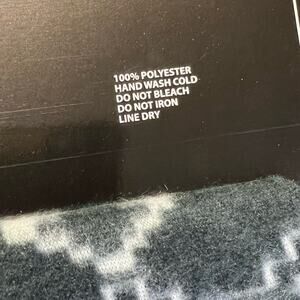 100% POLYESTER
HAND WASH COLD
DO NOT BLEACH
DO NOT IRON
LINE DRY